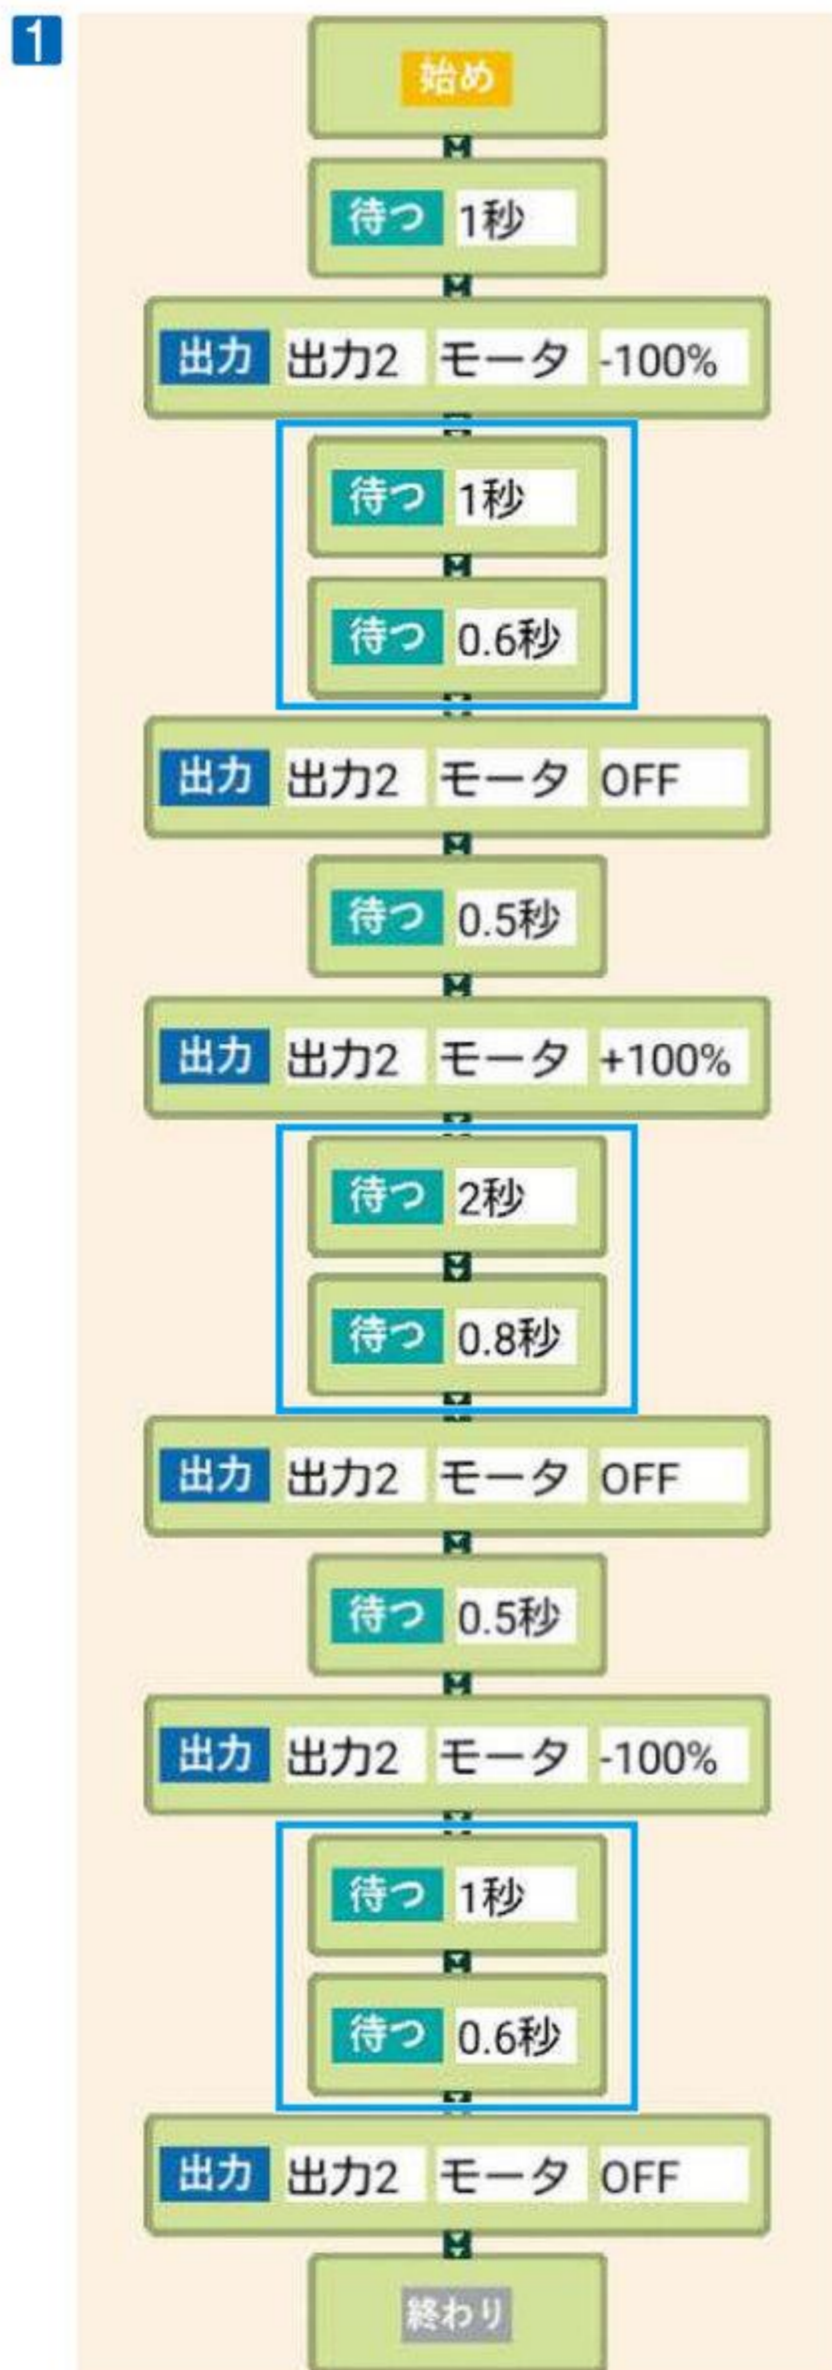 1
始め
待つ 1秒
出力 出力2 モータ -100%
待つ 1秒
待つ 0.6秒
出力 出力2 モータ OFF
待つ 0.5秒
出力 出力2 モータ +100%
待つ 2秒
待つ 0.8秒
出力 出力2 モータ OFF
待つ 0.5秒
出力 出力2 モータ -100%
待つ 1秒
待つ 0.6秒
出力 出力2 モータ OFF
終わり